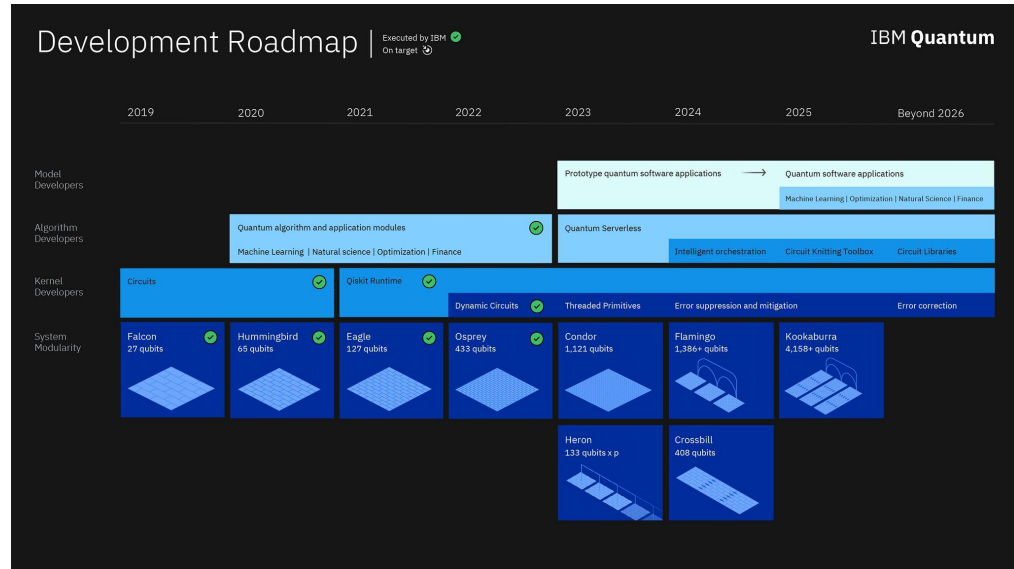 Development Roadmap
Executed by IBM
On target
IBM Quantum
2019 2020 2021 2022 2023 2024 2025 Beyond 2026
Model
Developers
Prototype quantum software applications → Quantum software applications
Machine Learning | Optimization | Natural Science | Finance
Algorithm
Developers
Quantum algorithm and application modules
Machine Learning | Natural science | Optimization | Finance
Quantum Serverless
Intelligent orchestration Circuit Knitting Toolbox Circuit Libraries
Kernel
Developers
Circuits
Qiskit Runtime
Dynamic Circuits Threaded Primitives Error suppression and mitigation Error correction
System
Modularity
Falcon
27 qubits
Hummingbird
65 qubits
Eagle
127 qubits
Osprey
433 qubits
Condor
1,121 qubits
Flamingo
1,386+ qubits
Kookaburra
4,158+ qubits
Heron
133 qubits x p
Crossbill
408 qubits